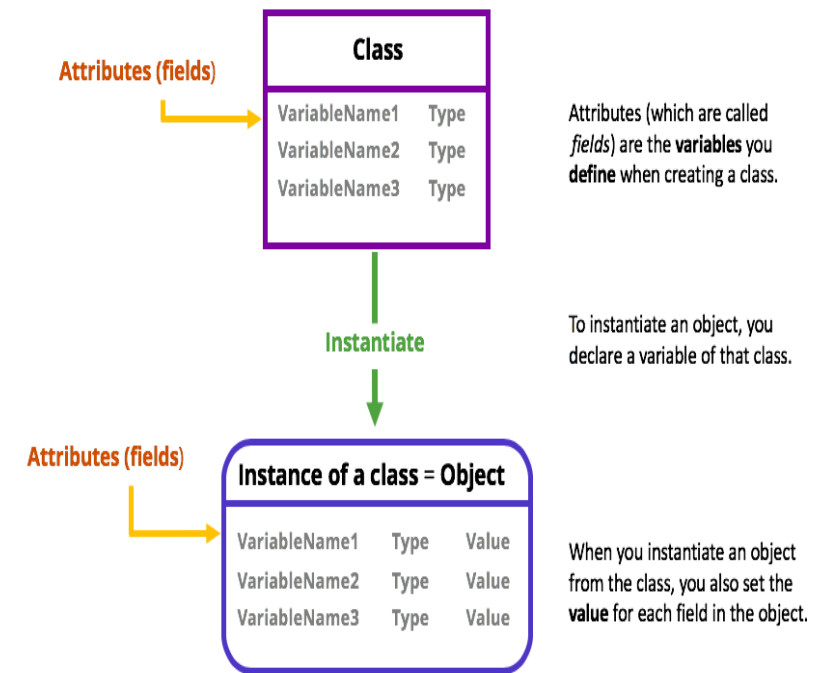 Class
Attributes (fields)
VariableName1 Type
VariableName2 Type
VariableName3 Type
Attributes (which are called
fields) are the variables you
define when creating a class.
Instantiate
To instantiate an object, you
declare a variable of that class.
Attributes (fields)
Instance of a class = Object
VariableName1 Type Value
VariableName2 Type Value
VariableName3 Type Value
When you instantiate an object
from the class, you also set the
value for each field in the object.